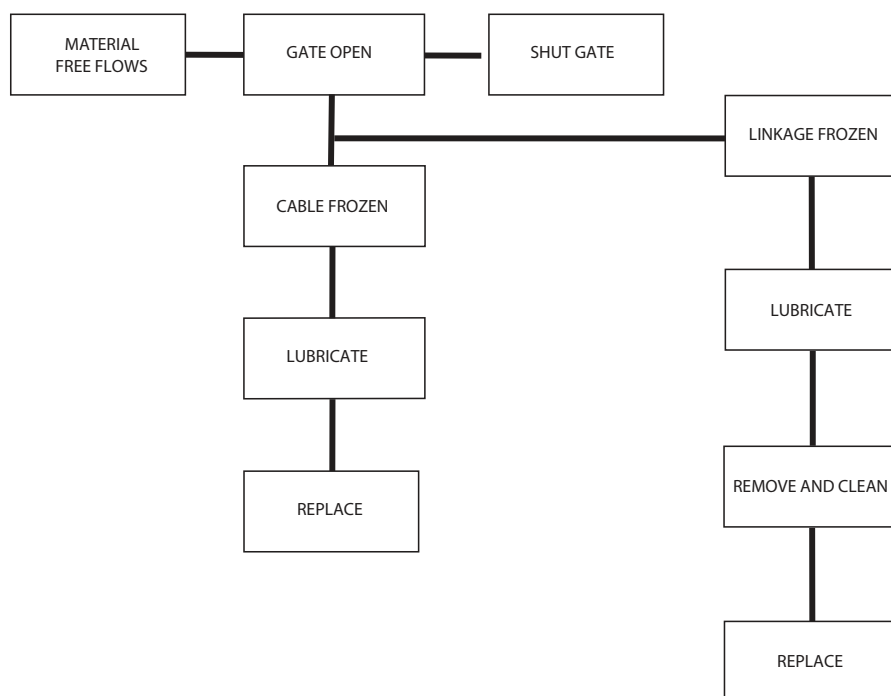 MATERIAL
FREE FLOWS
GATE OPEN
SHUT GATE
LINKAGE FROZEN
CABLE FROZEN
LUBRICATE
LUBRICATE
REMOVE AND CLEAN
REPLACE
REPLACE